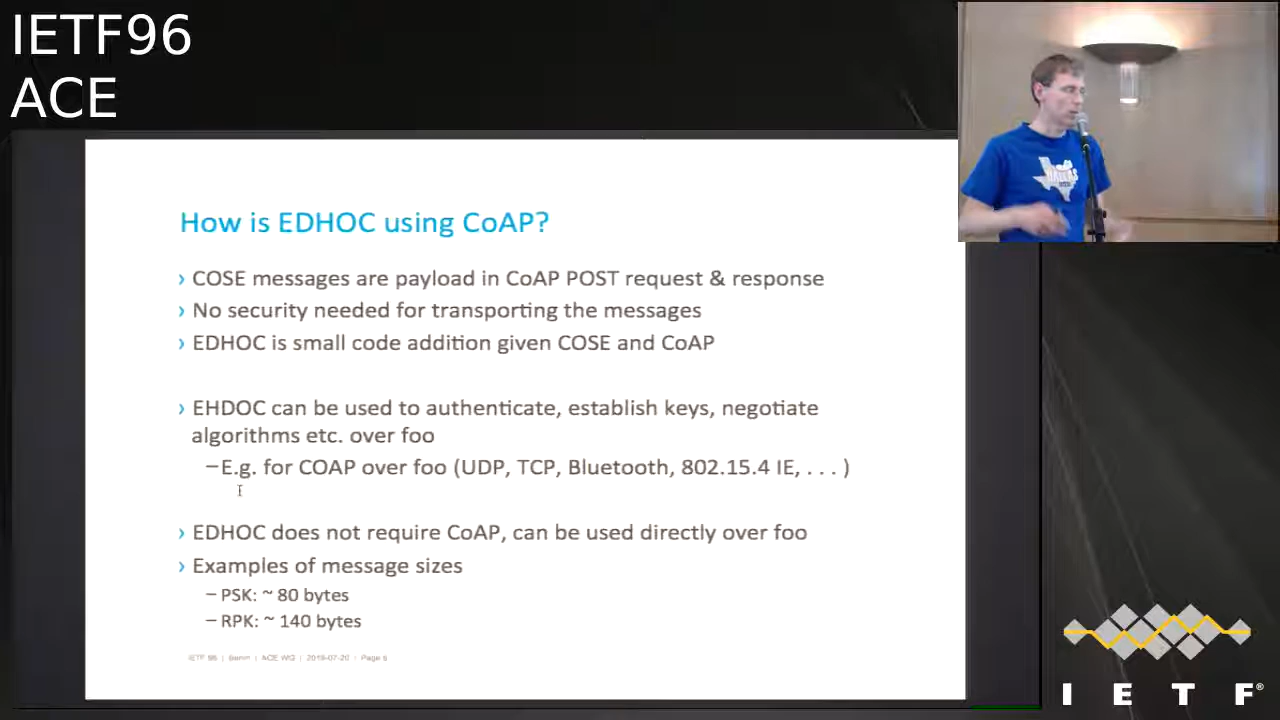 IETF96
ACE
How is EDHOC using CoAP?
› COSE messages are payload in CoAP POST request & response
› No security needed for transporting the messages
› EDHOC is small code addition given COSE and CoAP
› EHDOC can be used to authenticate, establish keys, negotiate
algorithms etc. over foo
–E.g. for COAP over foo (UDP, TCP, Bluetooth, 802.15.4 IE, . . . )
› EDHOC does not require CoAP, can be used directly over foo
› Examples of message sizes
– PSK: ~ 80 bytes
– RPK: ~ 140 bytes
IETF 96 | Berlin | ACE WG | 2016-07-20 | Page 6
DALLAS
I E T F®